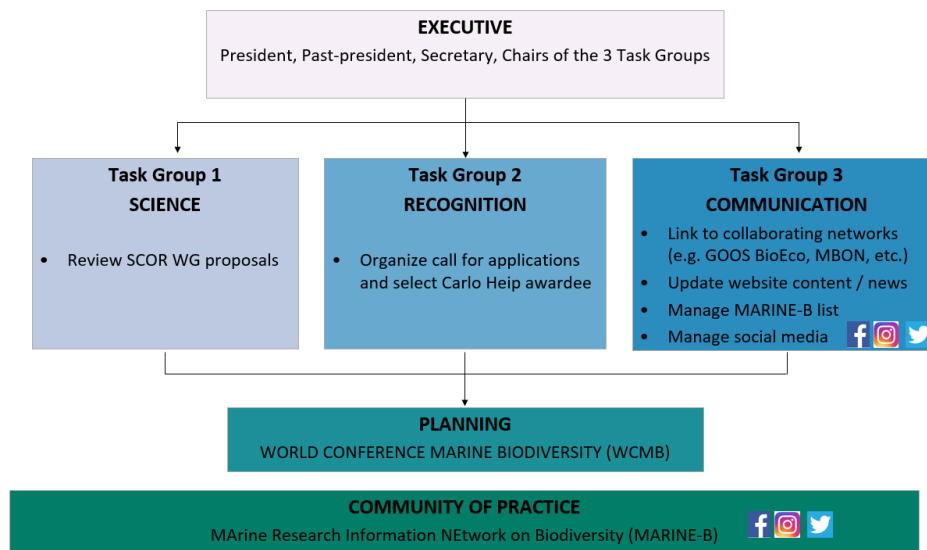 EXECUTIVE
President, Past-president, Secretary, Chairs of the 3 Task Groups
Task Group 1
SCIENCE
• Review SCOR WG proposals
Task Group 2
RECOGNITION
• Organize call for applications
and select Carlo Heip awardee
Task Group 3
COMMUNICATION
• Link to collaborating networks
(e.g. GOOS BioEco, MBON, etc.)
• Update website content / news
• Manage MARINE-B list
• Manage social media
PLANNING
WORLD CONFERENCE MARINE BIODIVERSITY (WCMB)
COMMUNITY OF PRACTICE
MArine Research Information NEtwork on Biodiversity (MARINE-B)